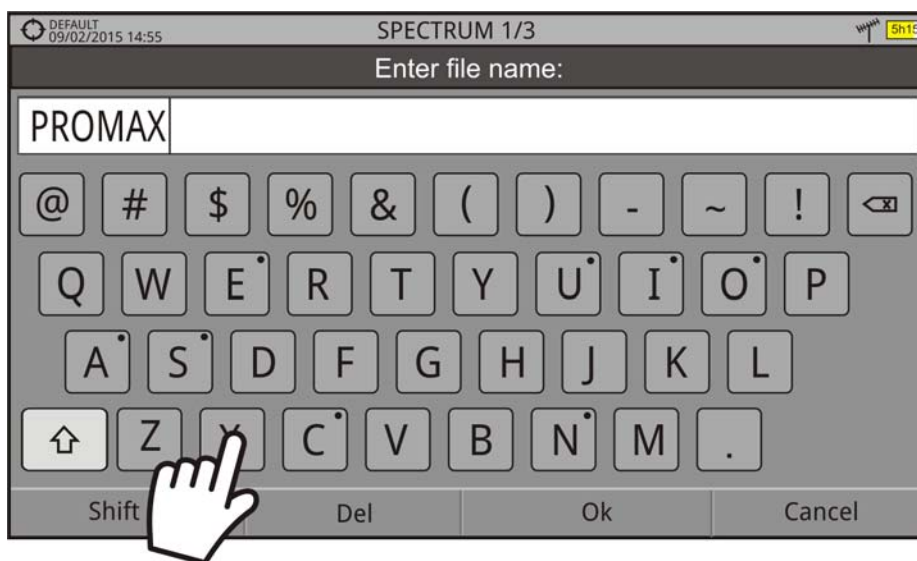 DEFAULT
09/02/2015 14:55
SPECTRUM 1/3
5h15
Enter file name:
PROMAX
@ # $ % & ( ) - ~ !
Q W E R T Y U I O P
A S D F G H J K L
Z X C V B N M .
Shift Del Ok Cancel